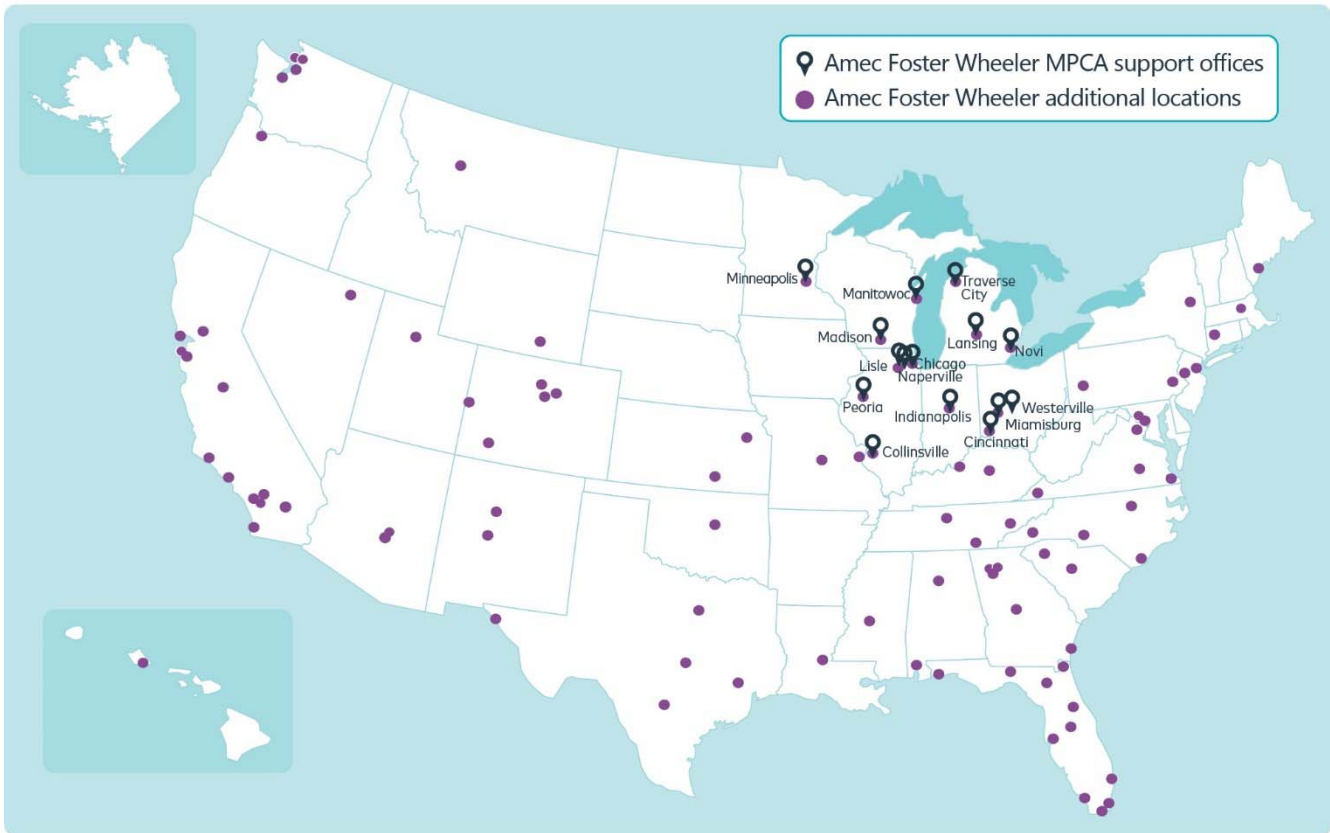 Amec Foster Wheeler MPCA support offices
Amec Foster Wheeler additional locations
Minneapolis
Traverse
City
Manitowoc
Madison
Lansing
Novi
Lisle
Chicago
Naperville
Peoria
Indianapolis
Westerville
Miamisburg
Cincinnati
Collinsville